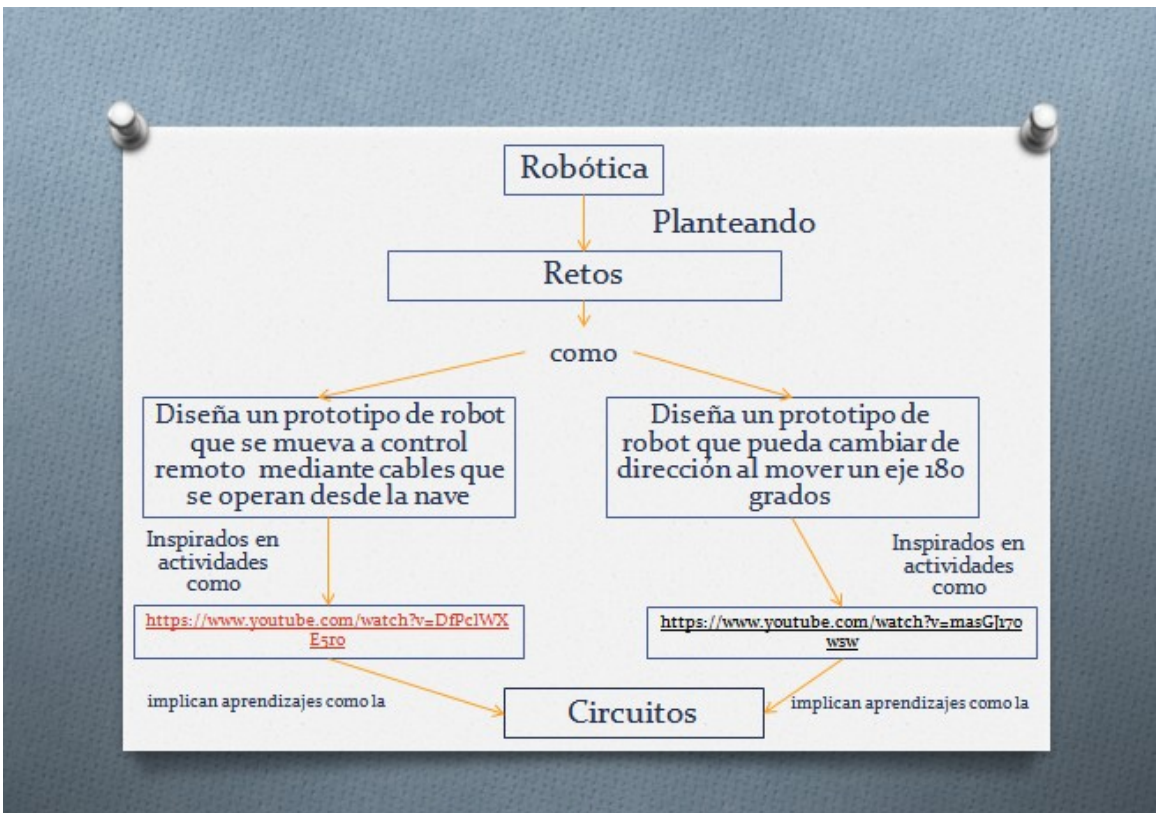 Robótica
Planteando
Retos
como
Diseña un prototipo de robot
que se mueva a control
remoto mediante cables que
se operan desde la nave
Diseña un prototipo de
robot que pueda cambiar de
dirección al mover un eje 180
grados
Inspirados en
actividades
como
Inspirados en
actividades
como
https://www.youtube.com/watch?v=DfPclWX
E5r0
https://www.youtube.com/watch?v=masGJ170
wsw
implican aprendizajes como la
Circuitos
implican aprendizajes como la